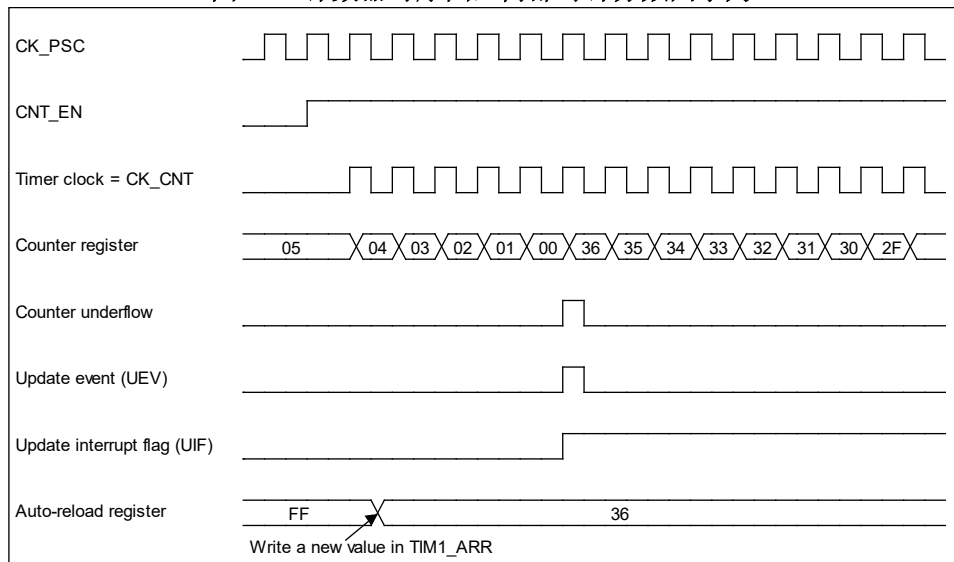 CK_PSC
CNT_EN
Timer clock = CK_CNT
Counter register
05 04 03 02 01 00 36 35 34 33 32 31 30 2F
Counter underflow
Update event (UEV)
Update interrupt flag (UIF)
Auto-reload register
FF 36
Write a new value in TIM1_ARR